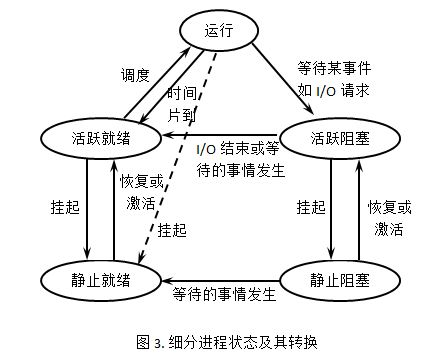 运行
调度
时间
片到
等待某事件
如 I/O 请求
活跃就绪
活跃阻塞
I/O 结束或等
待的事情发生
挂起
恢复或
激活
挂起
挂起
恢复或
激活
静止就绪
静止阻塞
等待的事情发生
图 3. 细分进程状态及其转换